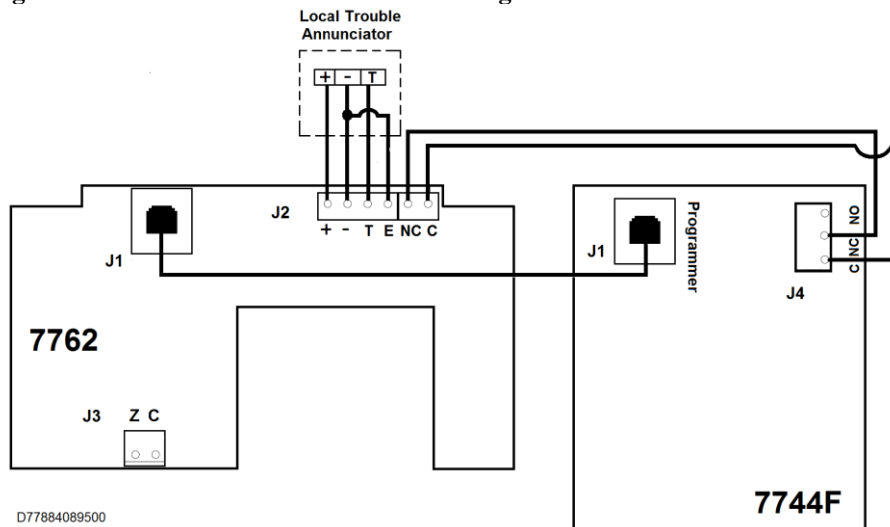 Local Trouble
Annunciator
+ - T
J2
+ - T E NC C
J1
7762
J3 Z C
D77884089500
J1
Programmer
NO
NC
C
J4
7744F